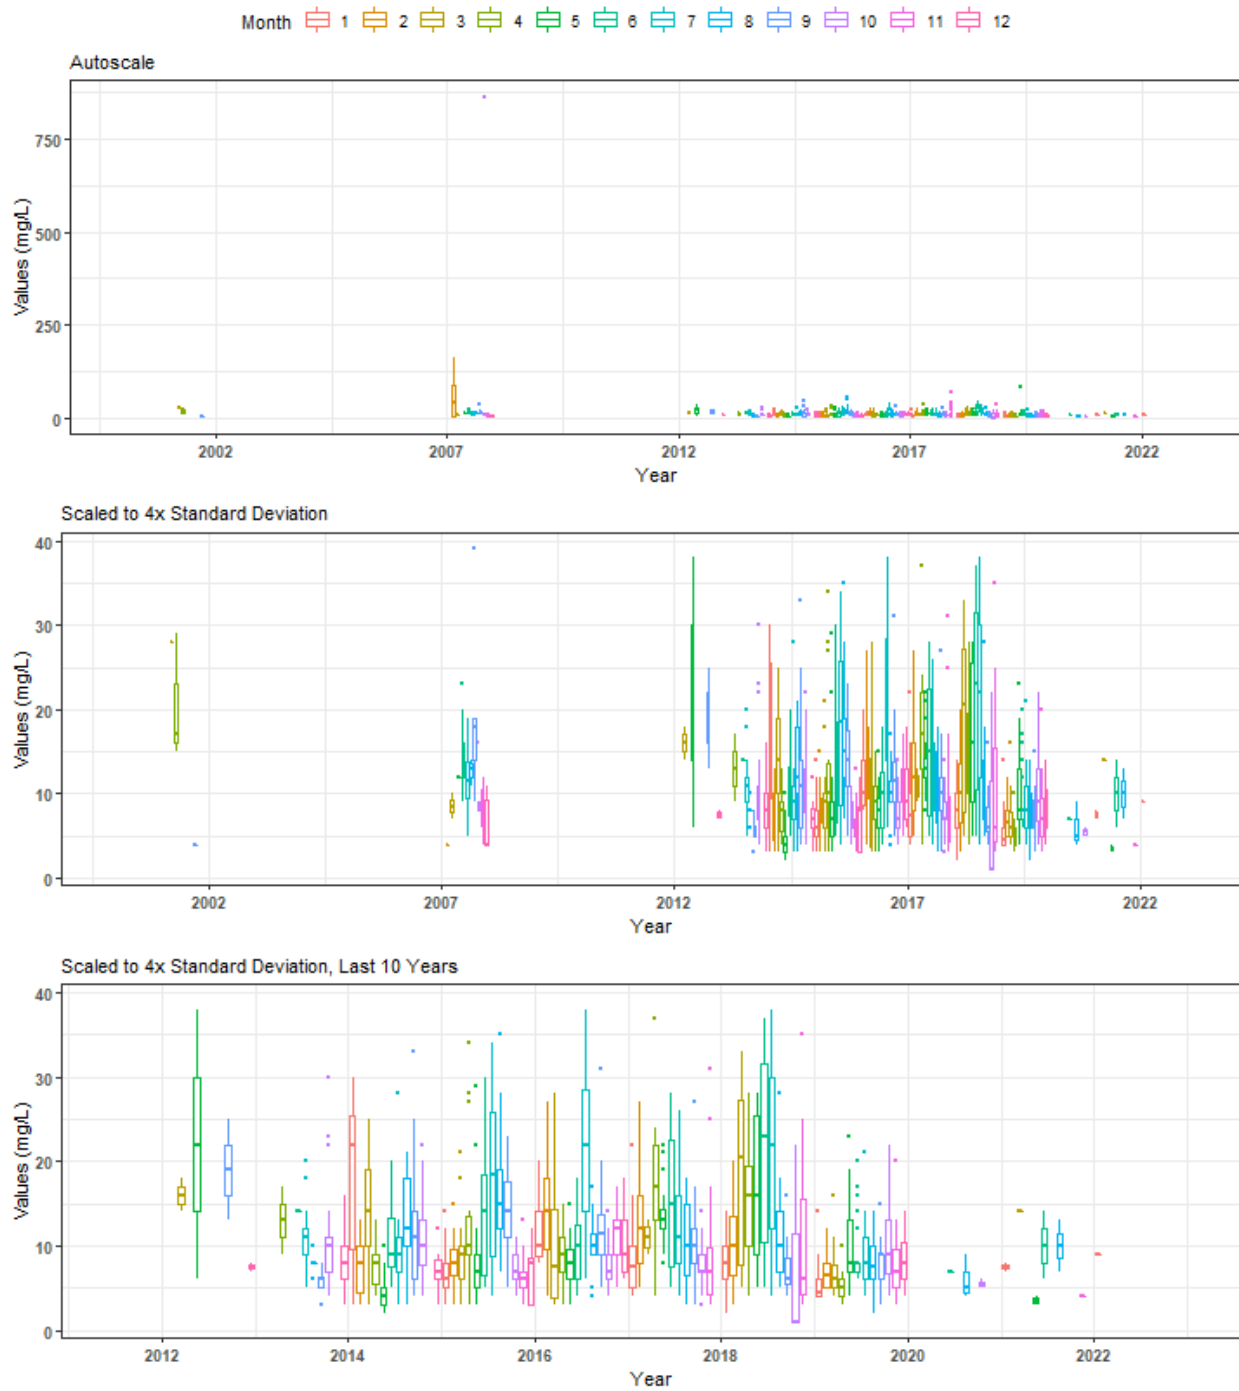 Month 1 2 3 4 5 6 7 8 9 10 11 12
Autoscale
Values (mg/L)
750
500
250
0
2002 2007 2012 2017 2022
Year
Scaled to 4x Standard Deviation
Values (mg/L)
40
30
20
10
0
2002 2007 2012 2017 2022
Year
Scaled to 4x Standard Deviation, Last 10 Years
Values (mg/L)
40
30
20
10
0
2012 2014 2016 2018 2020 2022
Year